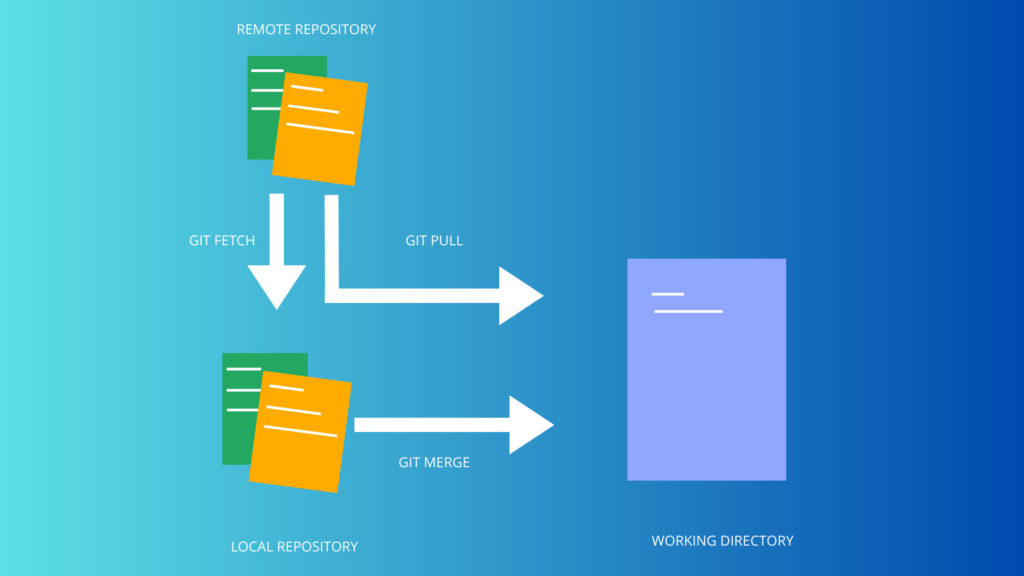 REMOTE REPOSITORY
GIT FETCH
GIT PULL
GIT MERGE
LOCAL REPOSITORY
WORKING DIRECTORY